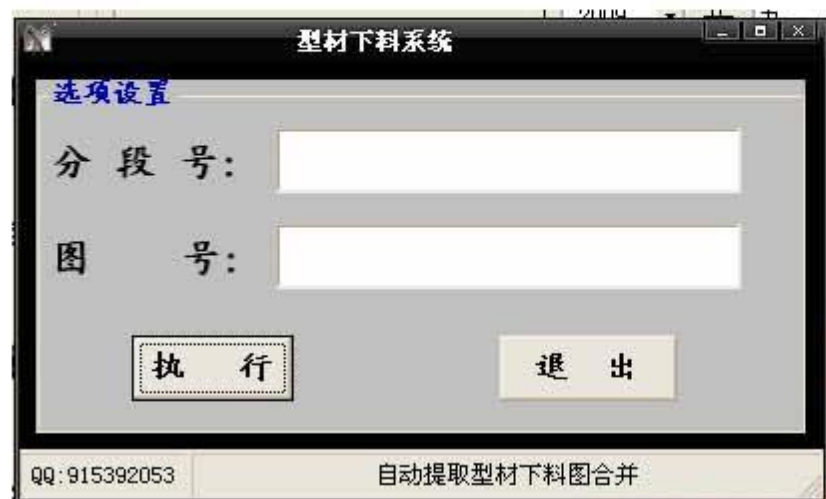 型材下料系统
选项设置
分 段 号:
图 号:
执 行
退 出
QQ:915392053
自动提取型材下料图合并